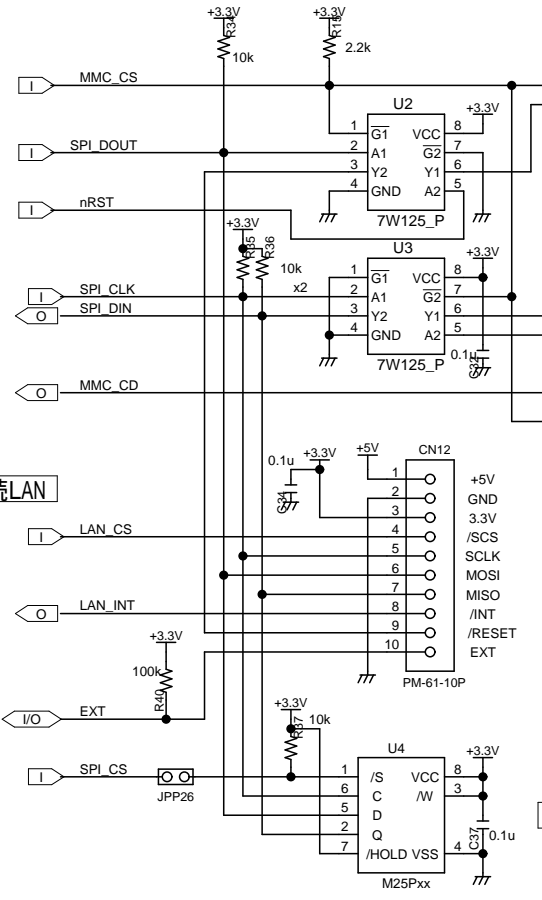 +3.3V
R34
10k
+3.3V
R15
2.2k
MMC_CS
I
U2
+3.3V
1 G1 VCC 8
2 A1 G2 7
3 Y2 Y1 6
4 GND A2 5
7W125_P
SPI_DOUT
I
nRST
I
+3.3V
R35
R36
10k
x2
U3
+3.3V
1 G1 VCC 8
2 A1 G2 7
3 Y2 Y1 6
4 GND A2 5
7W125_P
0.1u
C32
SPI_CLK
I
SPI_DIN
O
MMC_CD
O
LAN
0.1u
C34
+3.3V
+5V
CN12
1 +5V
2 GND
3 3.3V
4 /SCS
5 SCLK
6 MOSI
7 MISO
8 /INT
9 /RESET
10 EXT
PM-61-10P
LAN_CS
I
LAN_INT
O
+3.3V
100k
R40
EXT
I/O
+3.3V
R37
10k
SPI_CS
I
JPP26
U4
+3.3V
1 /S VCC 8
6 C /W 3
5 D
2 Q
7 /HOLD VSS 4
M25Pxx
C37
0.1u